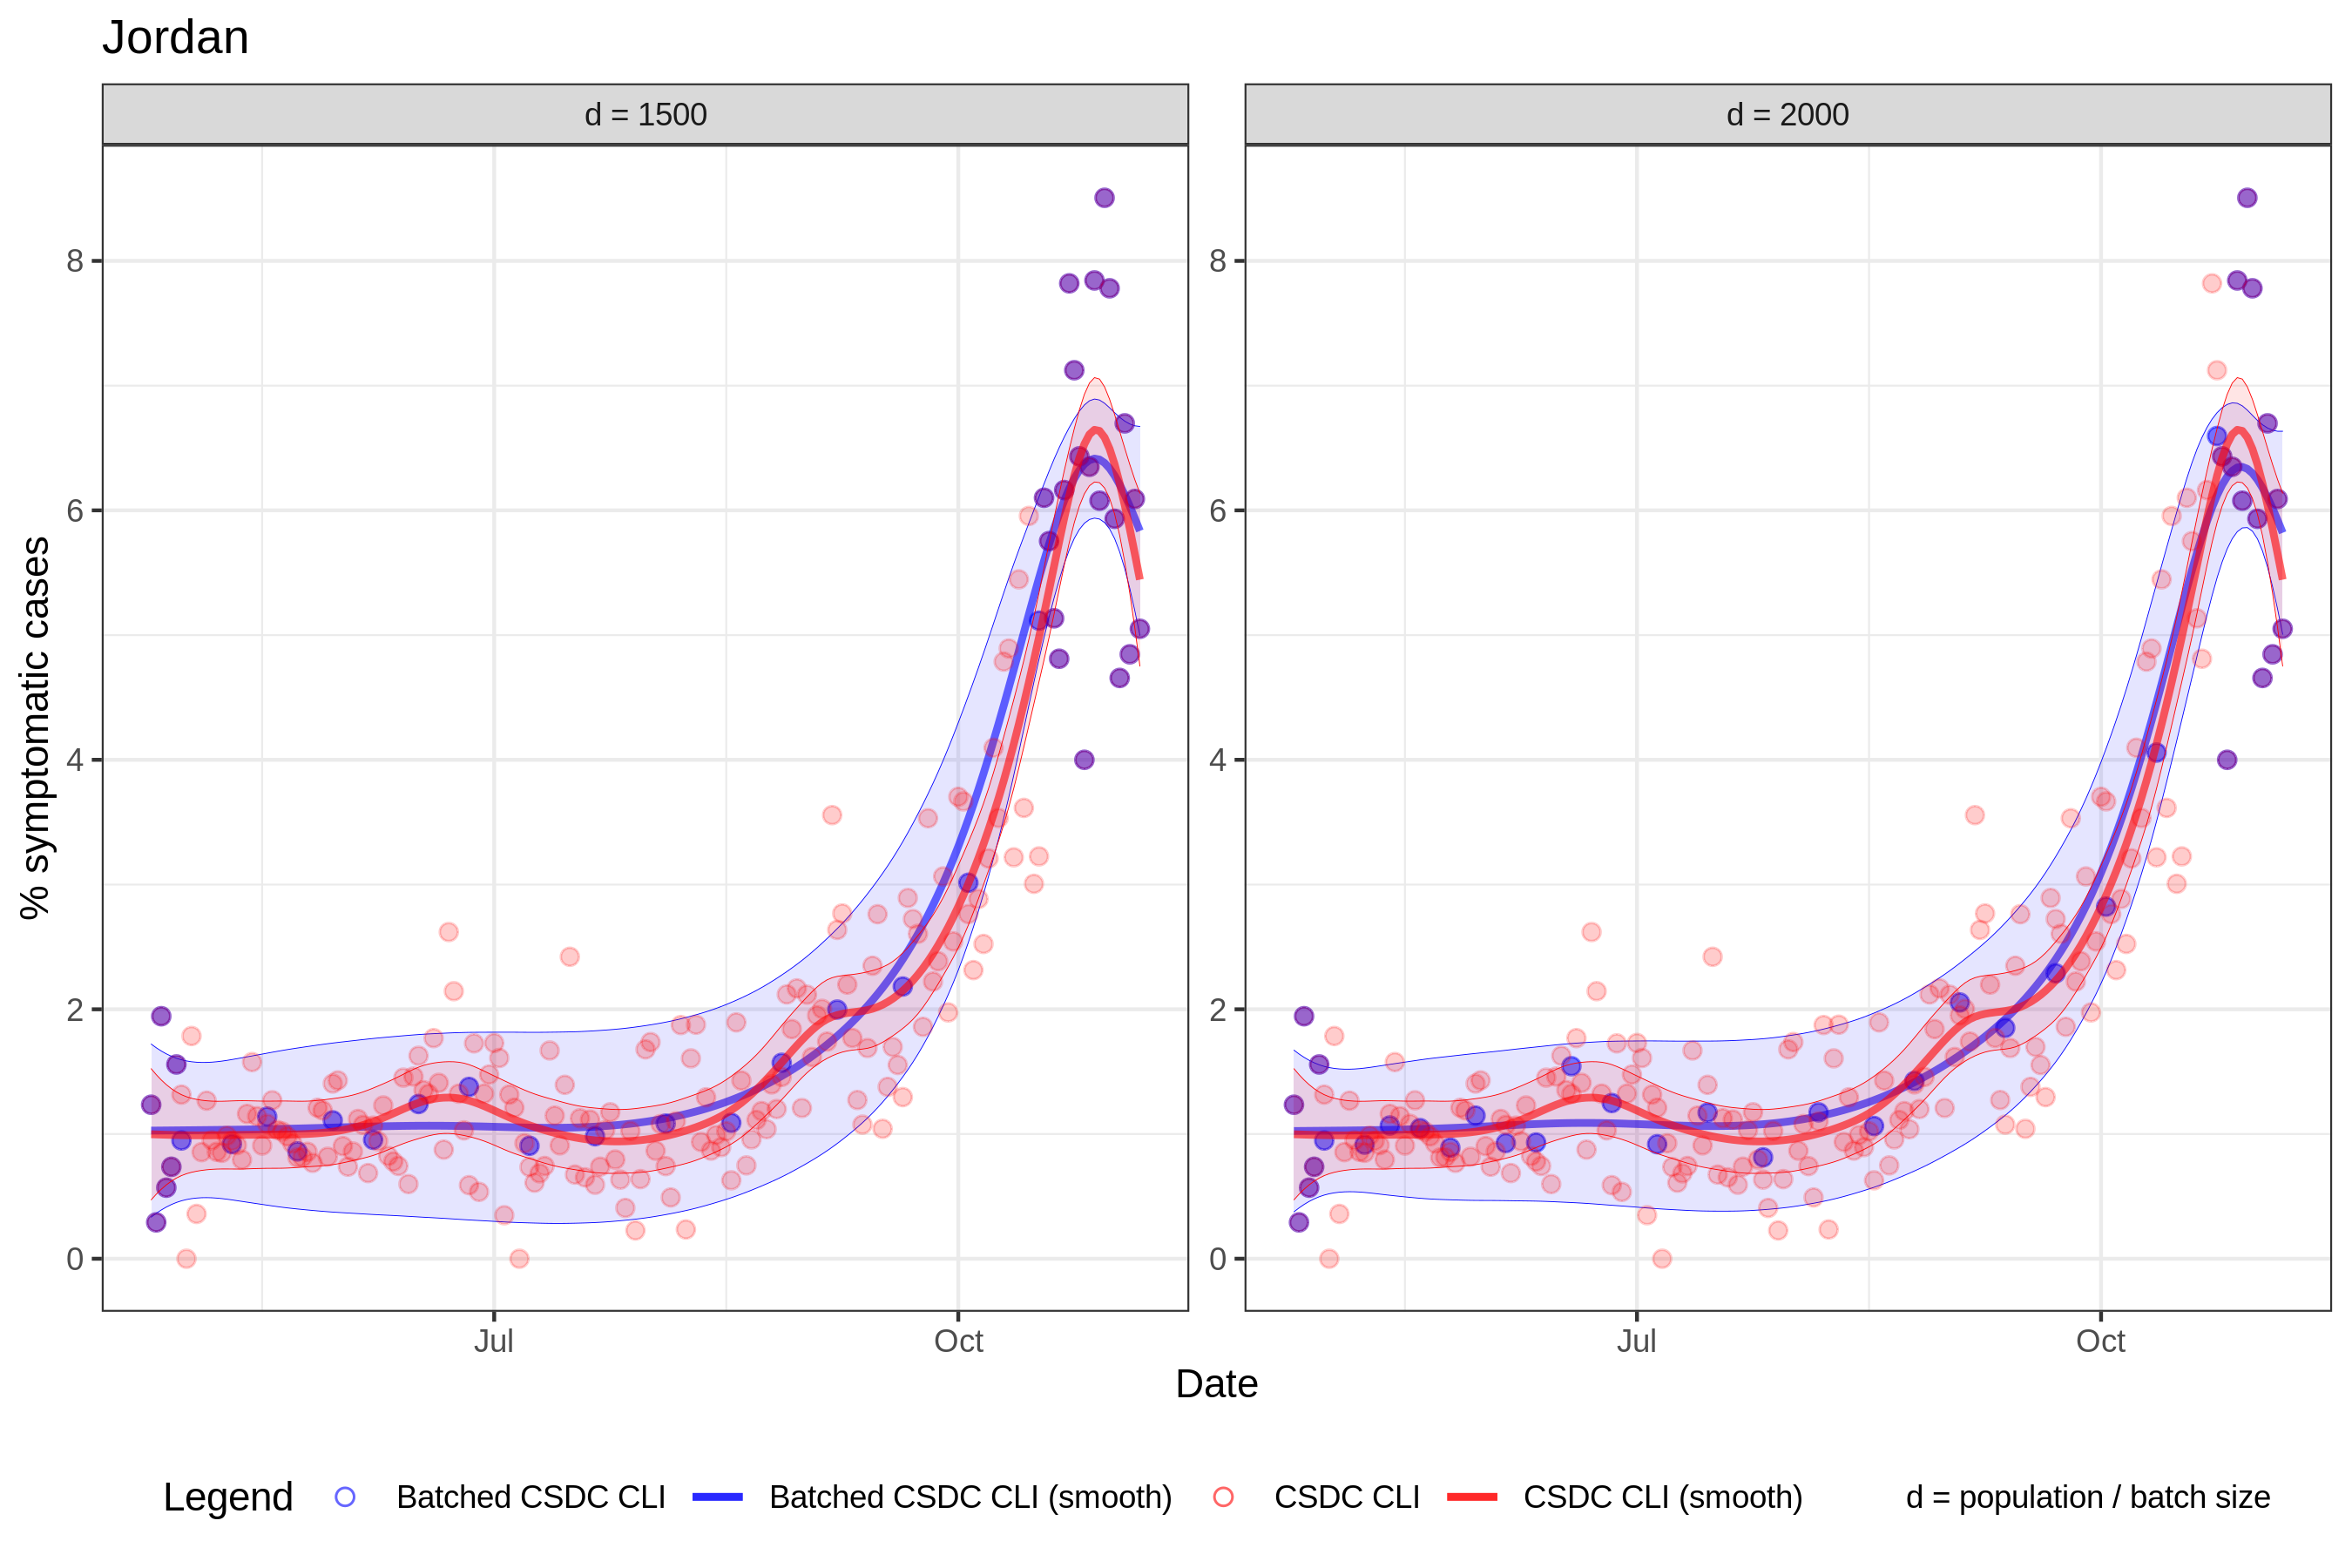 Jordan
d = 1500
d = 2000
% symptomatic cases
8
6
4
2
0
8
6
4
2
0
Jul
Oct
Jul
Oct
Date
Legend
Batched CSDC CLI
Batched CSDC CLI (smooth)
CSDC CLI
CSDC CLI (smooth)
d = population / batch size